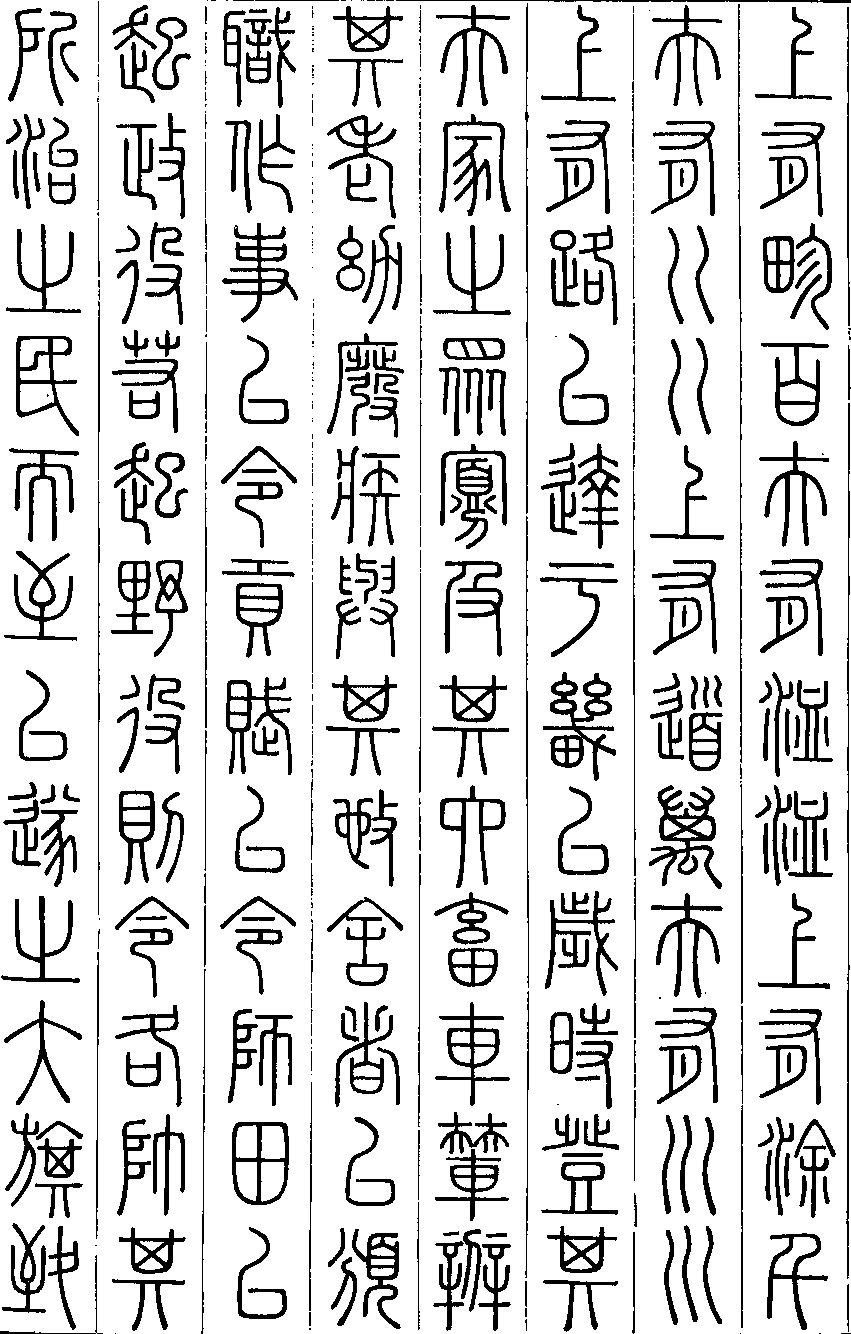 上有畛百夫有洫洫上有涂千
夫有巜巜上有道萬夫有川川
上有路以達于畿以歲時登其
夫家之眾寡及其六畜車輦辨
其老幼廢疾與其施舍者以頒
職作事以令貢賦以令師田以
起政役若起野役則令各帥其
所治之民而至以遂之大旗致